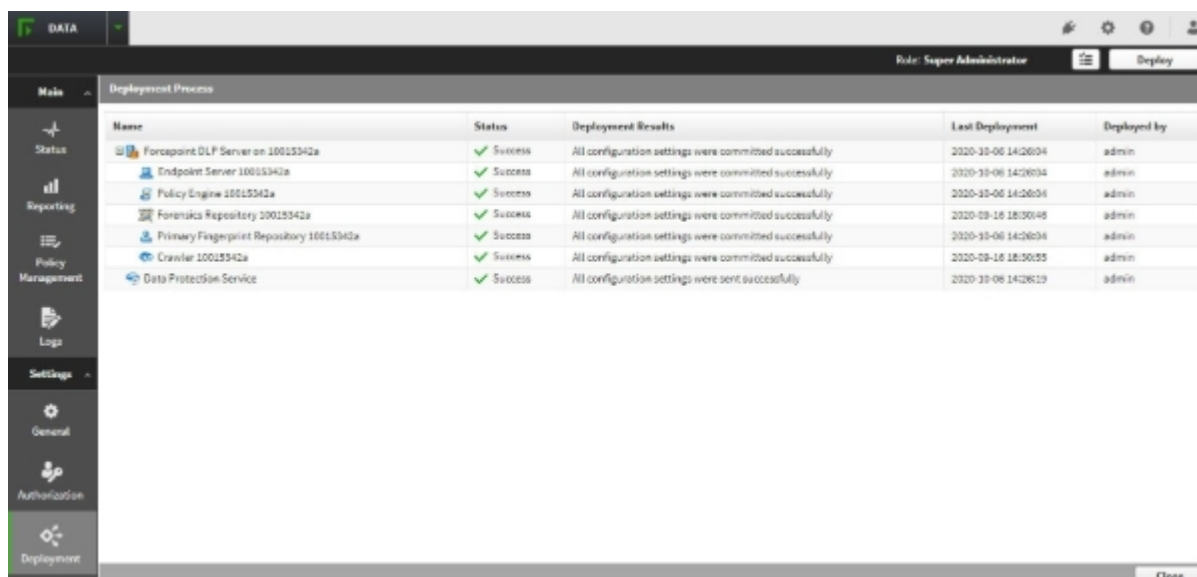 DATA
Role: Super Administrator
Deploy
Main
Deployment Process
Status
Reporting
Policy Management
Logs
Settings
General
Authorization
Deployment
Name Status Deployment Results Last Deployment Deployed by
Forcepoint DLP Server on 10015342a Success All configuration settings were committed successfully 2020-10-06 14:26:04 admin
Endpoint Server 10015342a Success All configuration settings were committed successfully 2020-10-06 14:26:04 admin
Policy Engine 10015342a Success All configuration settings were committed successfully 2020-10-06 14:26:04 admin
Forensics Repository 10015342a Success All configuration settings were committed successfully 2020-09-16 admin
Primary Fingerprint Repository 10015342a Success All configuration settings were committed successfully 2020-10-06 14:26:04 admin
Crawler 10015342a Success All configuration settings were committed successfully 2020-09-16 admin
Data Protection Service Success All configuration settings were sent successfully 2020-10-06 14:26:19 admin
Close